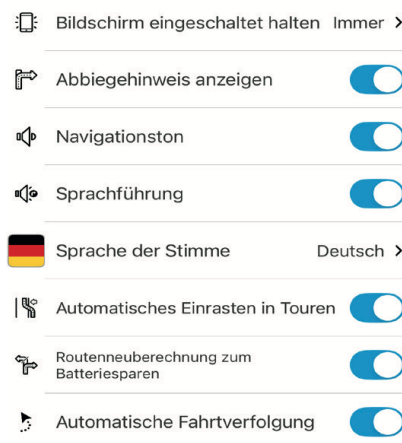 Bildschirm eingeschaltet halten Immer >
Abbiegehinweis anzeigen
Navigationston
Sprachführung
Sprache der Stimme Deutsch >
Automatisches Einrasten in Touren
Routenneuberechnung zum
Batteriesparen
Automatische Fahrtverfolgung